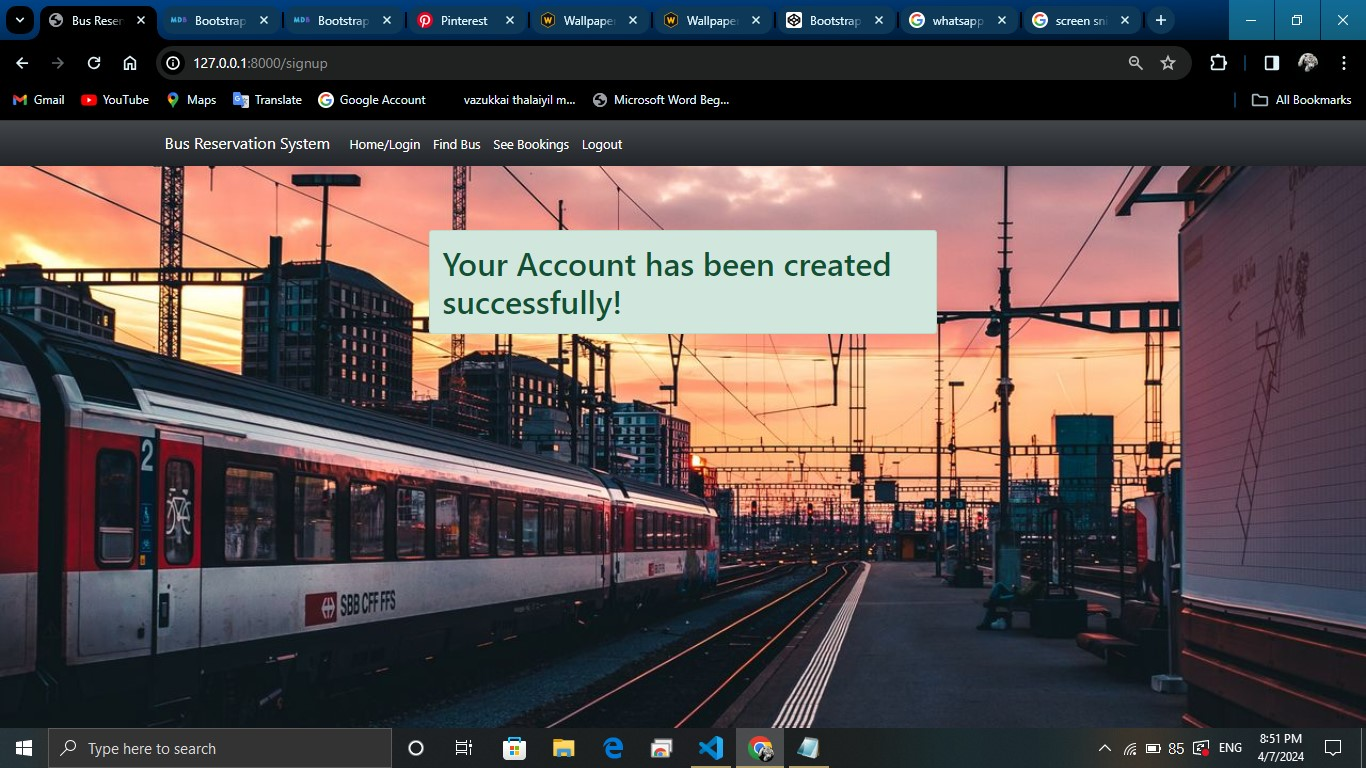 Bus Reser
Bootstrap
Bootstrap
Pinterest
Wallpaper
Wallpaper
Bootstrap
whatsapp
screen sni
127.0.0.1:8000/signup
Gmail
YouTube
Maps
Translate
Google Account
vazukkai thalaiyil m...
Microsoft Word Beg...
All Bookmarks
Bus Reservation System
Home/Login
Find Bus
See Bookings
Logout
Your Account has been created
successfully!
2
SBB CFF FFS
Type here to search
85
ENG
8:51 PM
4/7/2024